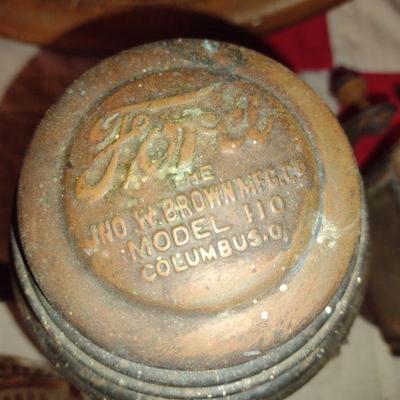 Ford
THE
JNO W. BROWN MFG. CO
MODEL 110
COLUMBUS. O.